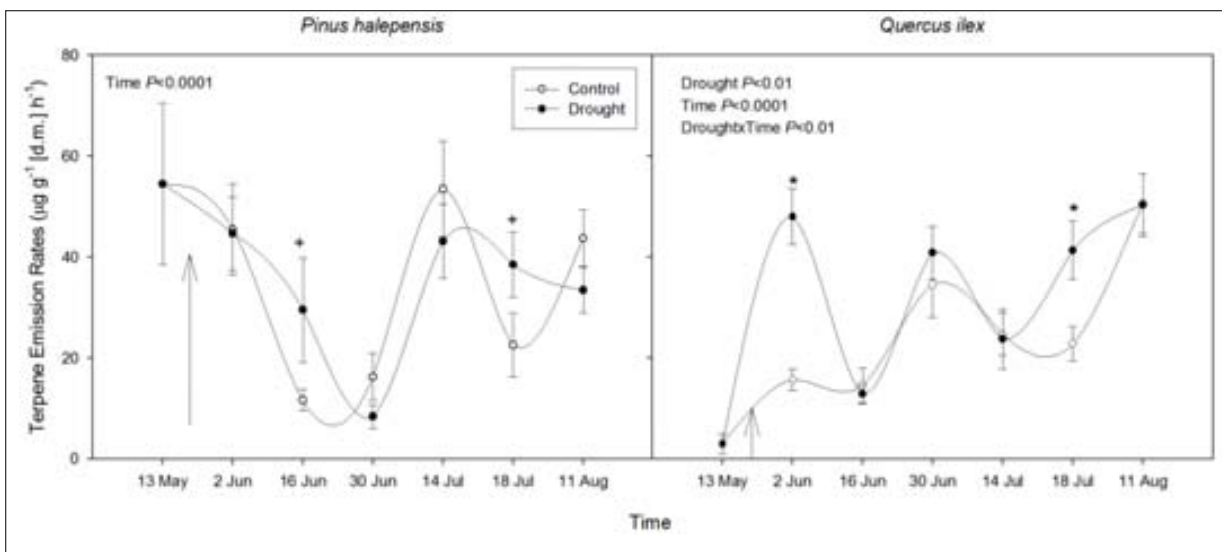 Pinus halepensis
Quercus ilex
Terpene Emission Rates (µg g⁻¹ [d.m.] h⁻¹)
80
60
40
20
0
Time P<0.0001
Control
Drought
Drought P<0.01
Time P<0.0001
DroughtxTime P<0.01
+
+
*
*
13 May 2 Jun 16 Jun 30 Jun 14 Jul 18 Jul 11 Aug
13 May 2 Jun 16 Jun 30 Jun 14 Jul 18 Jul 11 Aug
Time